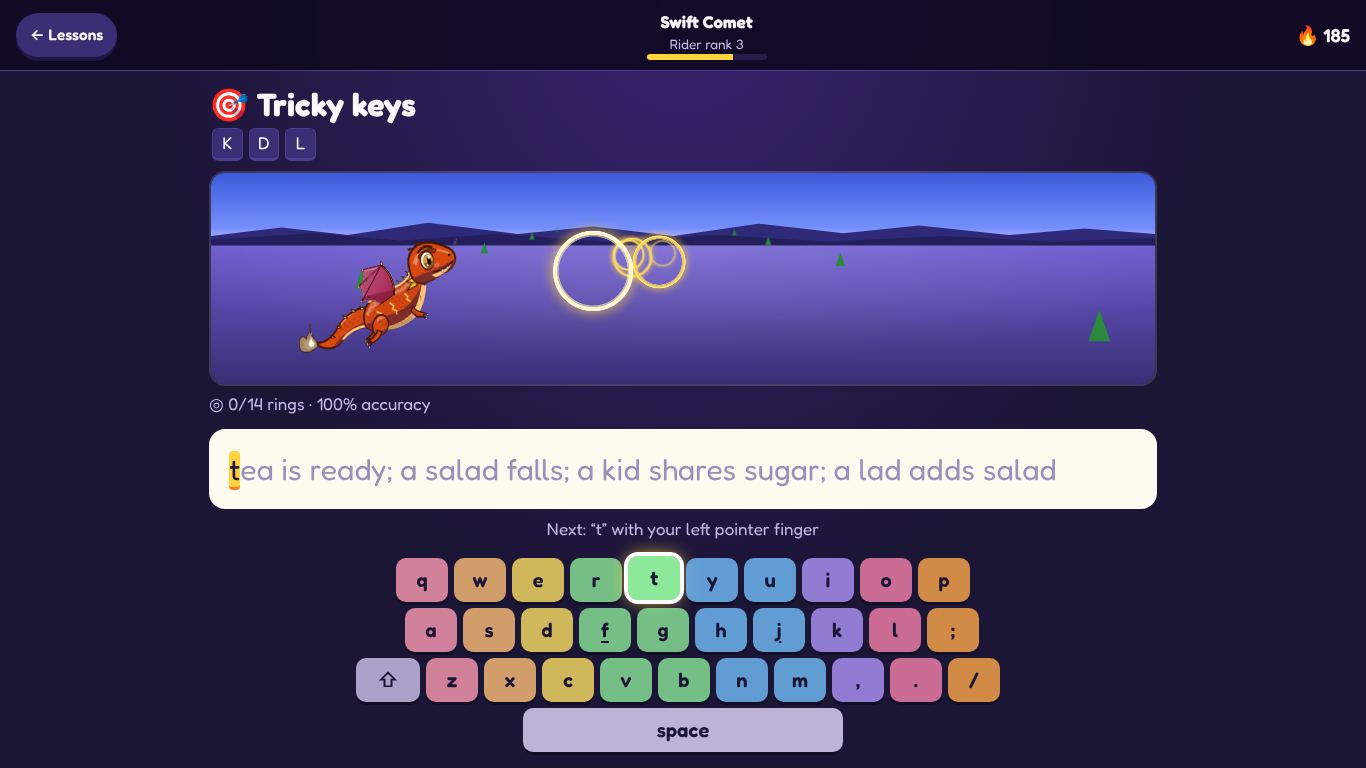 ← Lessons
Swift Comet
Rider rank 3
🔥 185
🎯 Tricky keys
K D L
◎ 0/14 rings · 100% accuracy
tea is ready; a salad falls; a kid shares sugar; a lad adds salad
Next: “t” with your left pointer finger
q w e r t y u i o p
a s d f g h j k l ;
⇧ z x c v b n m , . /
space